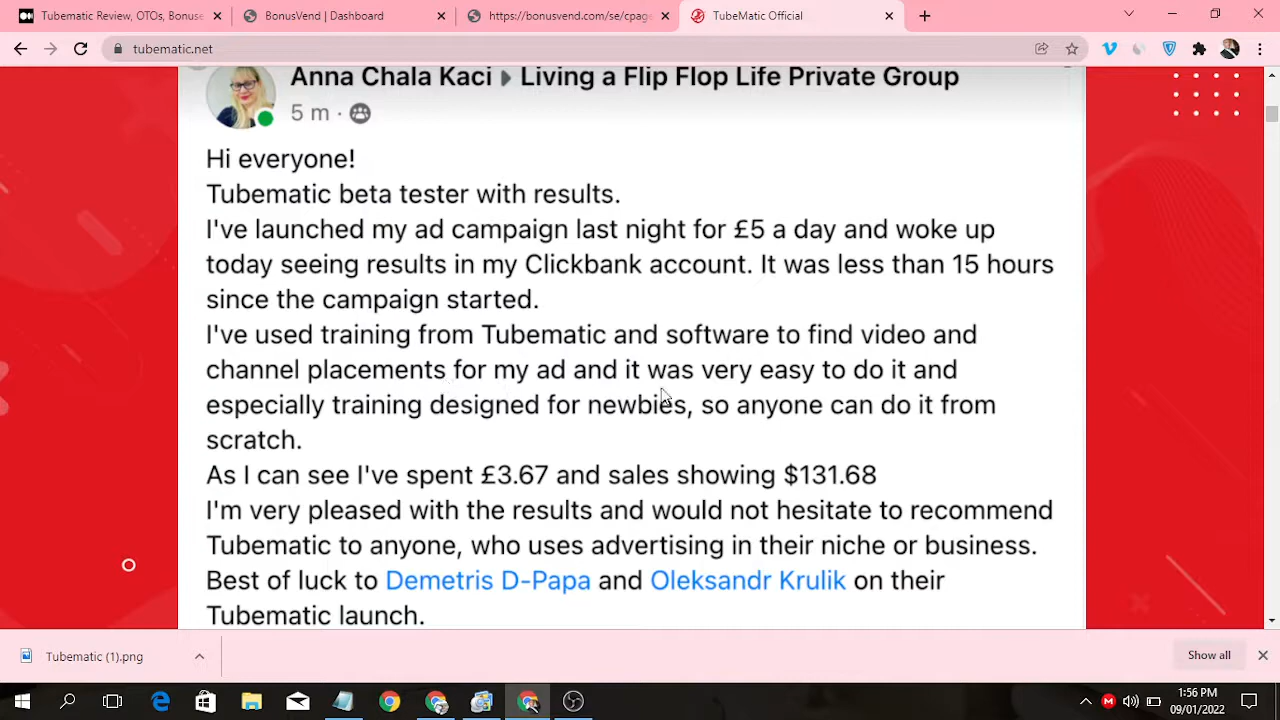 Tubematic Review, OTOs, Bonuse
BonusVend | Dashboard
https://bonusvend.com/se/cpage
TubeMatic Official
tubematic.net
Anna Chala Kaci ▸ Living a Flip Flop Life Private Group
5 m ·
Hi everyone!
Tubematic beta tester with results.
I've launched my ad campaign last night for £5 a day and woke up
today seeing results in my Clickbank account. It was less than 15 hours
since the campaign started.
I've used training from Tubematic and software to find video and
channel placements for my ad and it was very easy to do it and
especially training designed for newbies, so anyone can do it from
scratch.
As I can see I've spent £3.67 and sales showing $131.68
I'm very pleased with the results and would not hesitate to recommend
Tubematic to anyone, who uses advertising in their niche or business.
Best of luck to Demetris D-Papa and Oleksandr Krulik on their
Tubematic launch.
Tubematic (1).png
Show all
1:56 PM
09/01/2022